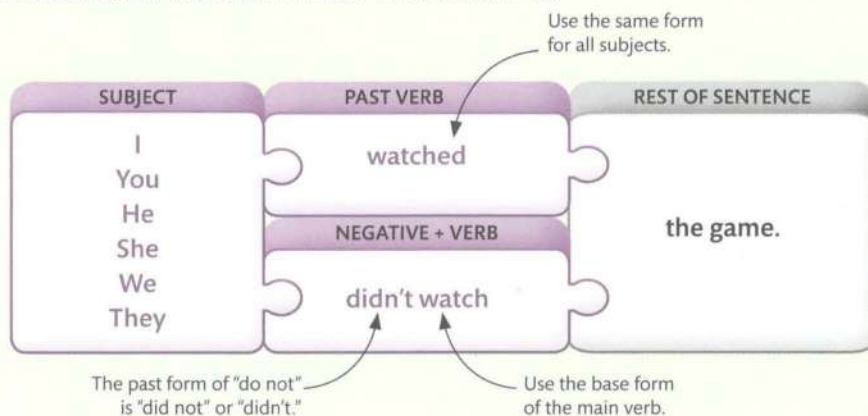 Use the same form
for all subjects.
SUBJECT
PAST VERB
REST OF SENTENCE
I
You
He
She
We
They
watched
NEGATIVE + VERB
didn't watch
the game.
The past form of "do not"
is "did not" or "didn't."
Use the base form
of the main verb.